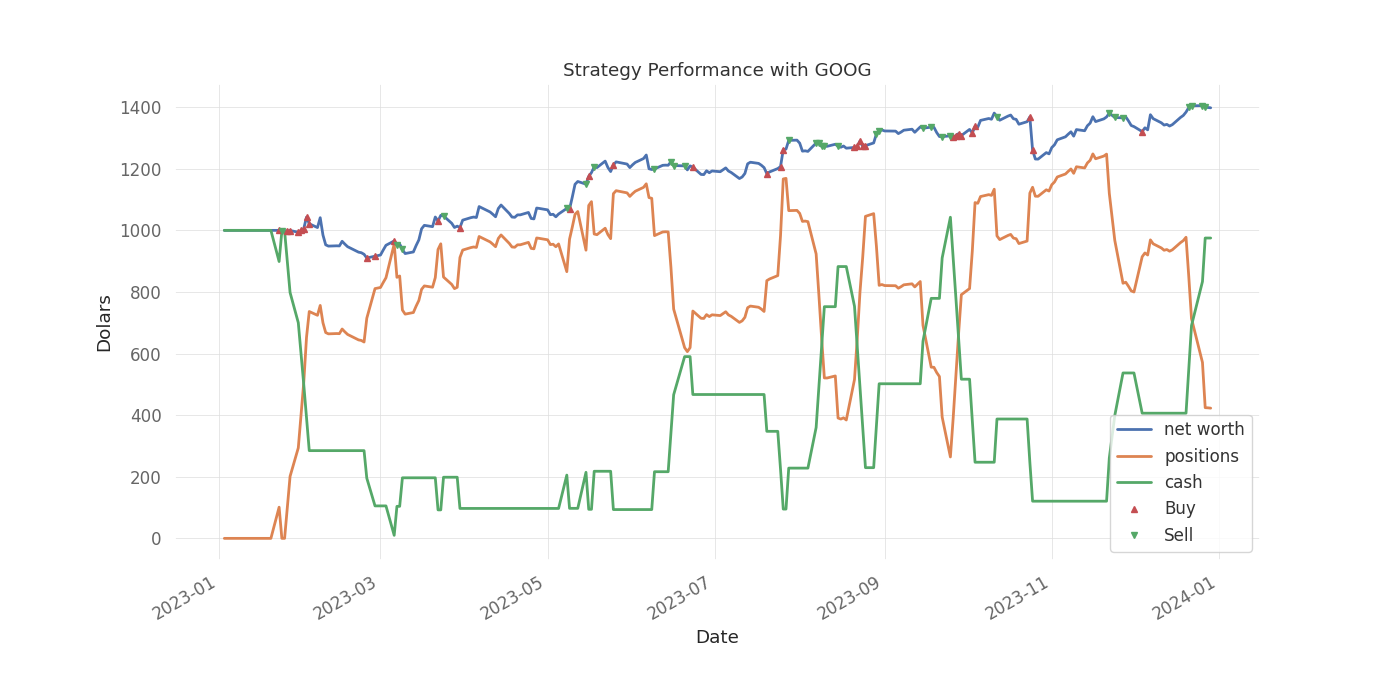 Strategy Performance with GOOG
1400
1200
1000
800
600
400
200
0
Dolars
2023-01
2023-03
2023-05
2023-07
2023-09
2023-11
2024-01
Date
net worth
positions
cash
Buy
Sell